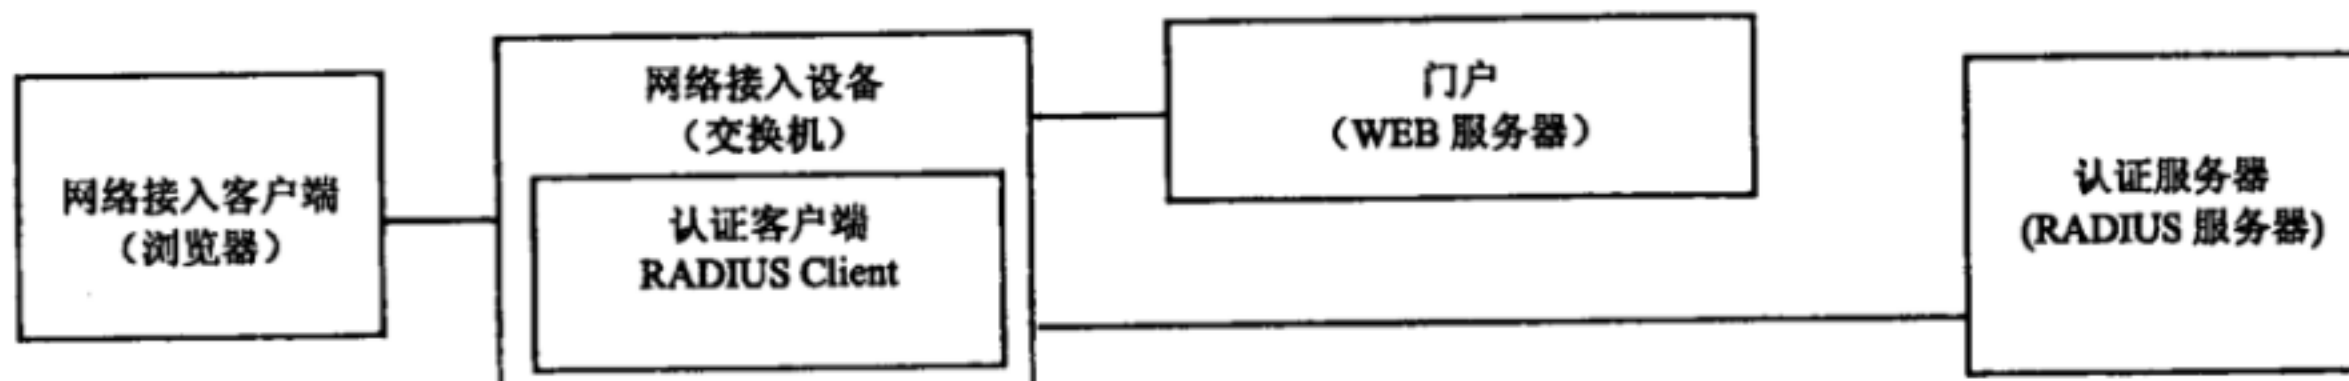 网络接入客户端
（浏览器）
网络接入设备
（交换机）
认证客户端
RADIUS Client
门户
（WEB 服务器）
认证服务器
(RADIUS 服务器)